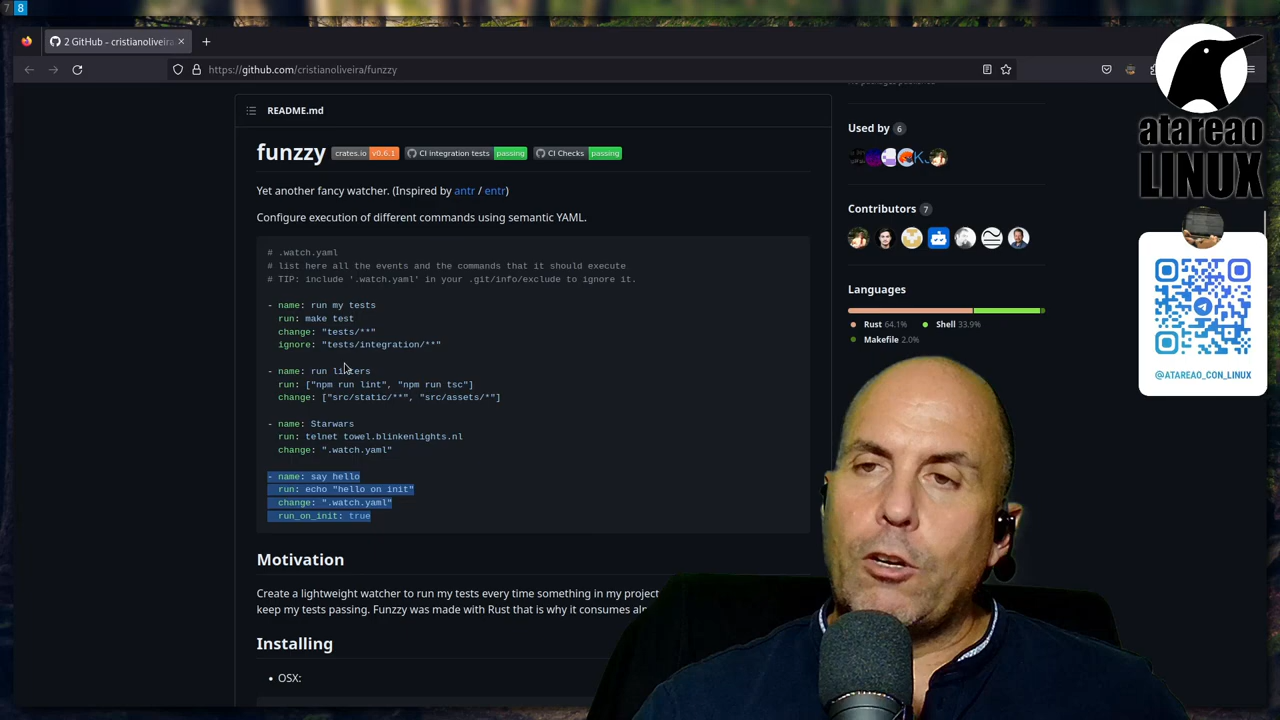 7 8
2 GitHub - cristianoliveira
https://github.com/cristianoliveira/funzzy
README.md
funzzy crates.io v0.6.1 CI Integration tests passing CI Checks passing
Yet another fancy watcher. (Inspired by antr / entr)
Configure execution of different commands using semantic YAML.
# .watch.yaml
# list here all the events and the commands that it should execute
# TIP: include '.watch.yaml' in your .git/info/exclude to ignore it.
- name: run my tests
run: make test
change: "tests/**"
ignore: "tests/integration/**"
- name: run linters
run: ["npm run lint", "npm run tsc"]
change: ["src/static/**", "src/assets/*"]
- name: Starwars
run: telnet towel.blinkenlights.nl
change: ".watch.yaml"
- name: say hello
run: echo "hello on init"
change: ".watch.yaml"
run_on_init: true
Motivation
Create a lightweight watcher to run my tests every time something in my project
keep my tests passing. Funzzy was made with Rust that is why it consumes
Installing
OSX:
Used by 6
Contributors 7
Languages
Rust 64.1% Shell 33.9%
Makefile 2.0%
atareao
LINUX
@ATAREAO_CON_LINUX